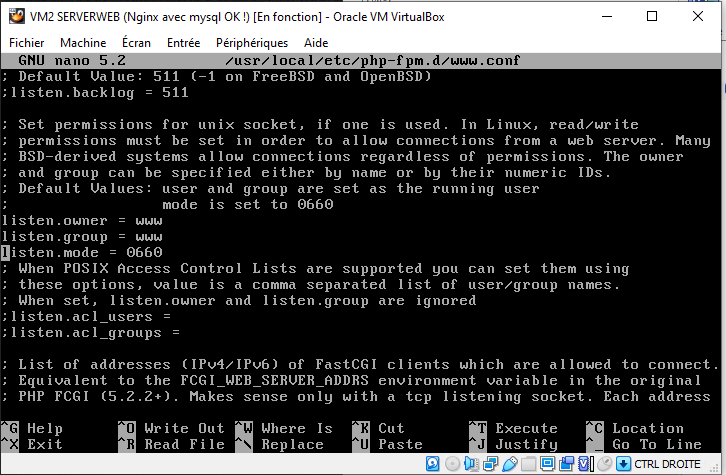 VM2 SERVERWEB (Nginx avec mysql OK !) [En fonction] - Oracle VM VirtualBox
Fichier Machine Écran Entrée Périphériques Aide
GNU nano 5.2 /usr/local/etc/php-fpm.d/www.conf
; Default Value: 511 (-1 on FreeBSD and OpenBSD)
;listen.backlog = 511
; Set permissions for unix socket, if one is used. In Linux, read/write
; permissions must be set in order to allow connections from a web server. Many
; BSD-derived systems allow connections regardless of permissions. The owner
; and group can be specified either by name or by their numeric IDs.
; Default Values: user and group are set as the running user
; mode is set to 0660
listen.owner = www
listen.group = www
listen.mode = 0660
; When POSIX Access Control Lists are supported you can set them using
; these options, value is a comma separated list of user/group names.
; When set, listen.owner and listen.group are ignored
;listen.acl_users =
;listen.acl_groups =
; List of addresses (IPv4/IPv6) of FastCGI clients which are allowed to connect.
; Equivalent to the FCGI_WEB_SERVER_ADDRS environment variable in the original
; PHP FCGI (5.2.2+). Makes sense only with a tcp listening socket. Each address
^G Help ^O Write Out ^W Where Is ^K Cut ^T Execute ^C Location
^X Exit ^R Read File ^\ Replace ^U Paste ^J Justify ^_ Go To Line
CTRL DROITE